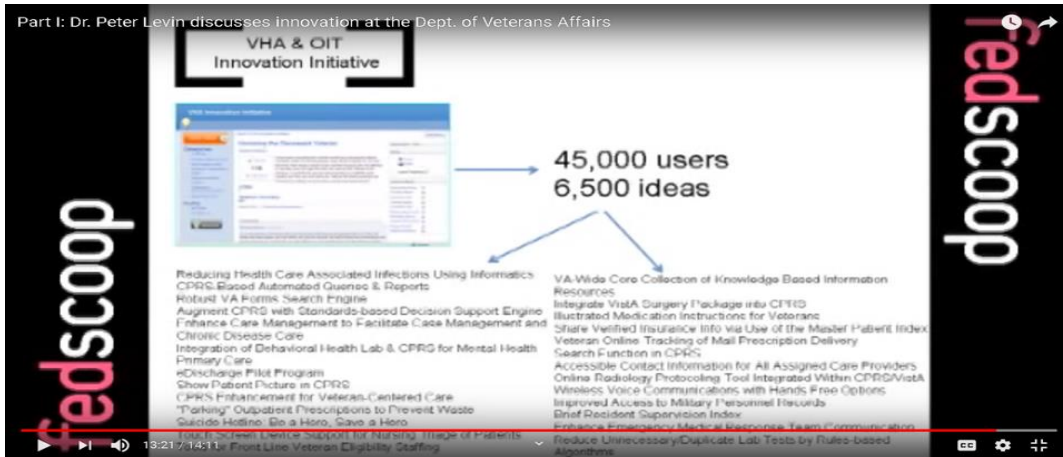 Part I: Dr. Peter Levin discusses innovation at the Dept. of Veterans Affairs
VHA & OIT
Innovation Initiative
fedscoop
fedscoop
VHA Innovation Initiative
45,000 users
6,500 ideas
Reducing Health Care Associated Infections Using Informatics
CPRS-Based Automated Queries & Reports
Robust VA Forms Search Engine
Augment CPRS with Standards-based Decision Support Engine
Enhance Care Management to Facilitate Case Management and
Chronic Disease Care
Integration of Behavioral Health Lab & CPRS for Mental Health
Primary Care
eDischarge Pilot Program
Show Patient Picture in CPRS
CPRS Enhancement for Veteran-Centered Care
"Parking" Outpatient Prescriptions to Prevent Waste
Suicide Hotline: Be a Hero, Save a Hero
Touch Screen Device Support for Nursing Triage of Patients
for Front Line Veteran Eligibility Staffing
VA-Wide Core Collection of Knowledge Based Information
Resources
Integrate VistA Surgery Package into CPRS
Illustrated Medication Instructions for Veterans
Share Verified Insurance Info via Use of the Master Patient Index
Veteran Online Tracking of Mail Prescription Delivery
Search Function in CPRS
Accessible Contact Information for All Assigned Care Providers
Online Radiology Protocoling Tool Integrated Within CPRS/VistA
Wireless Voice Communications with Hands Free Options
Improved Access to Military Personnel Records
Brief Resident Supervision Index
Enhance Emergency Medical Response Team Communication
Reduce Unnecessary/Duplicate Lab Tests by Rules-based
Algorithms
13:21 / 14:11
CC